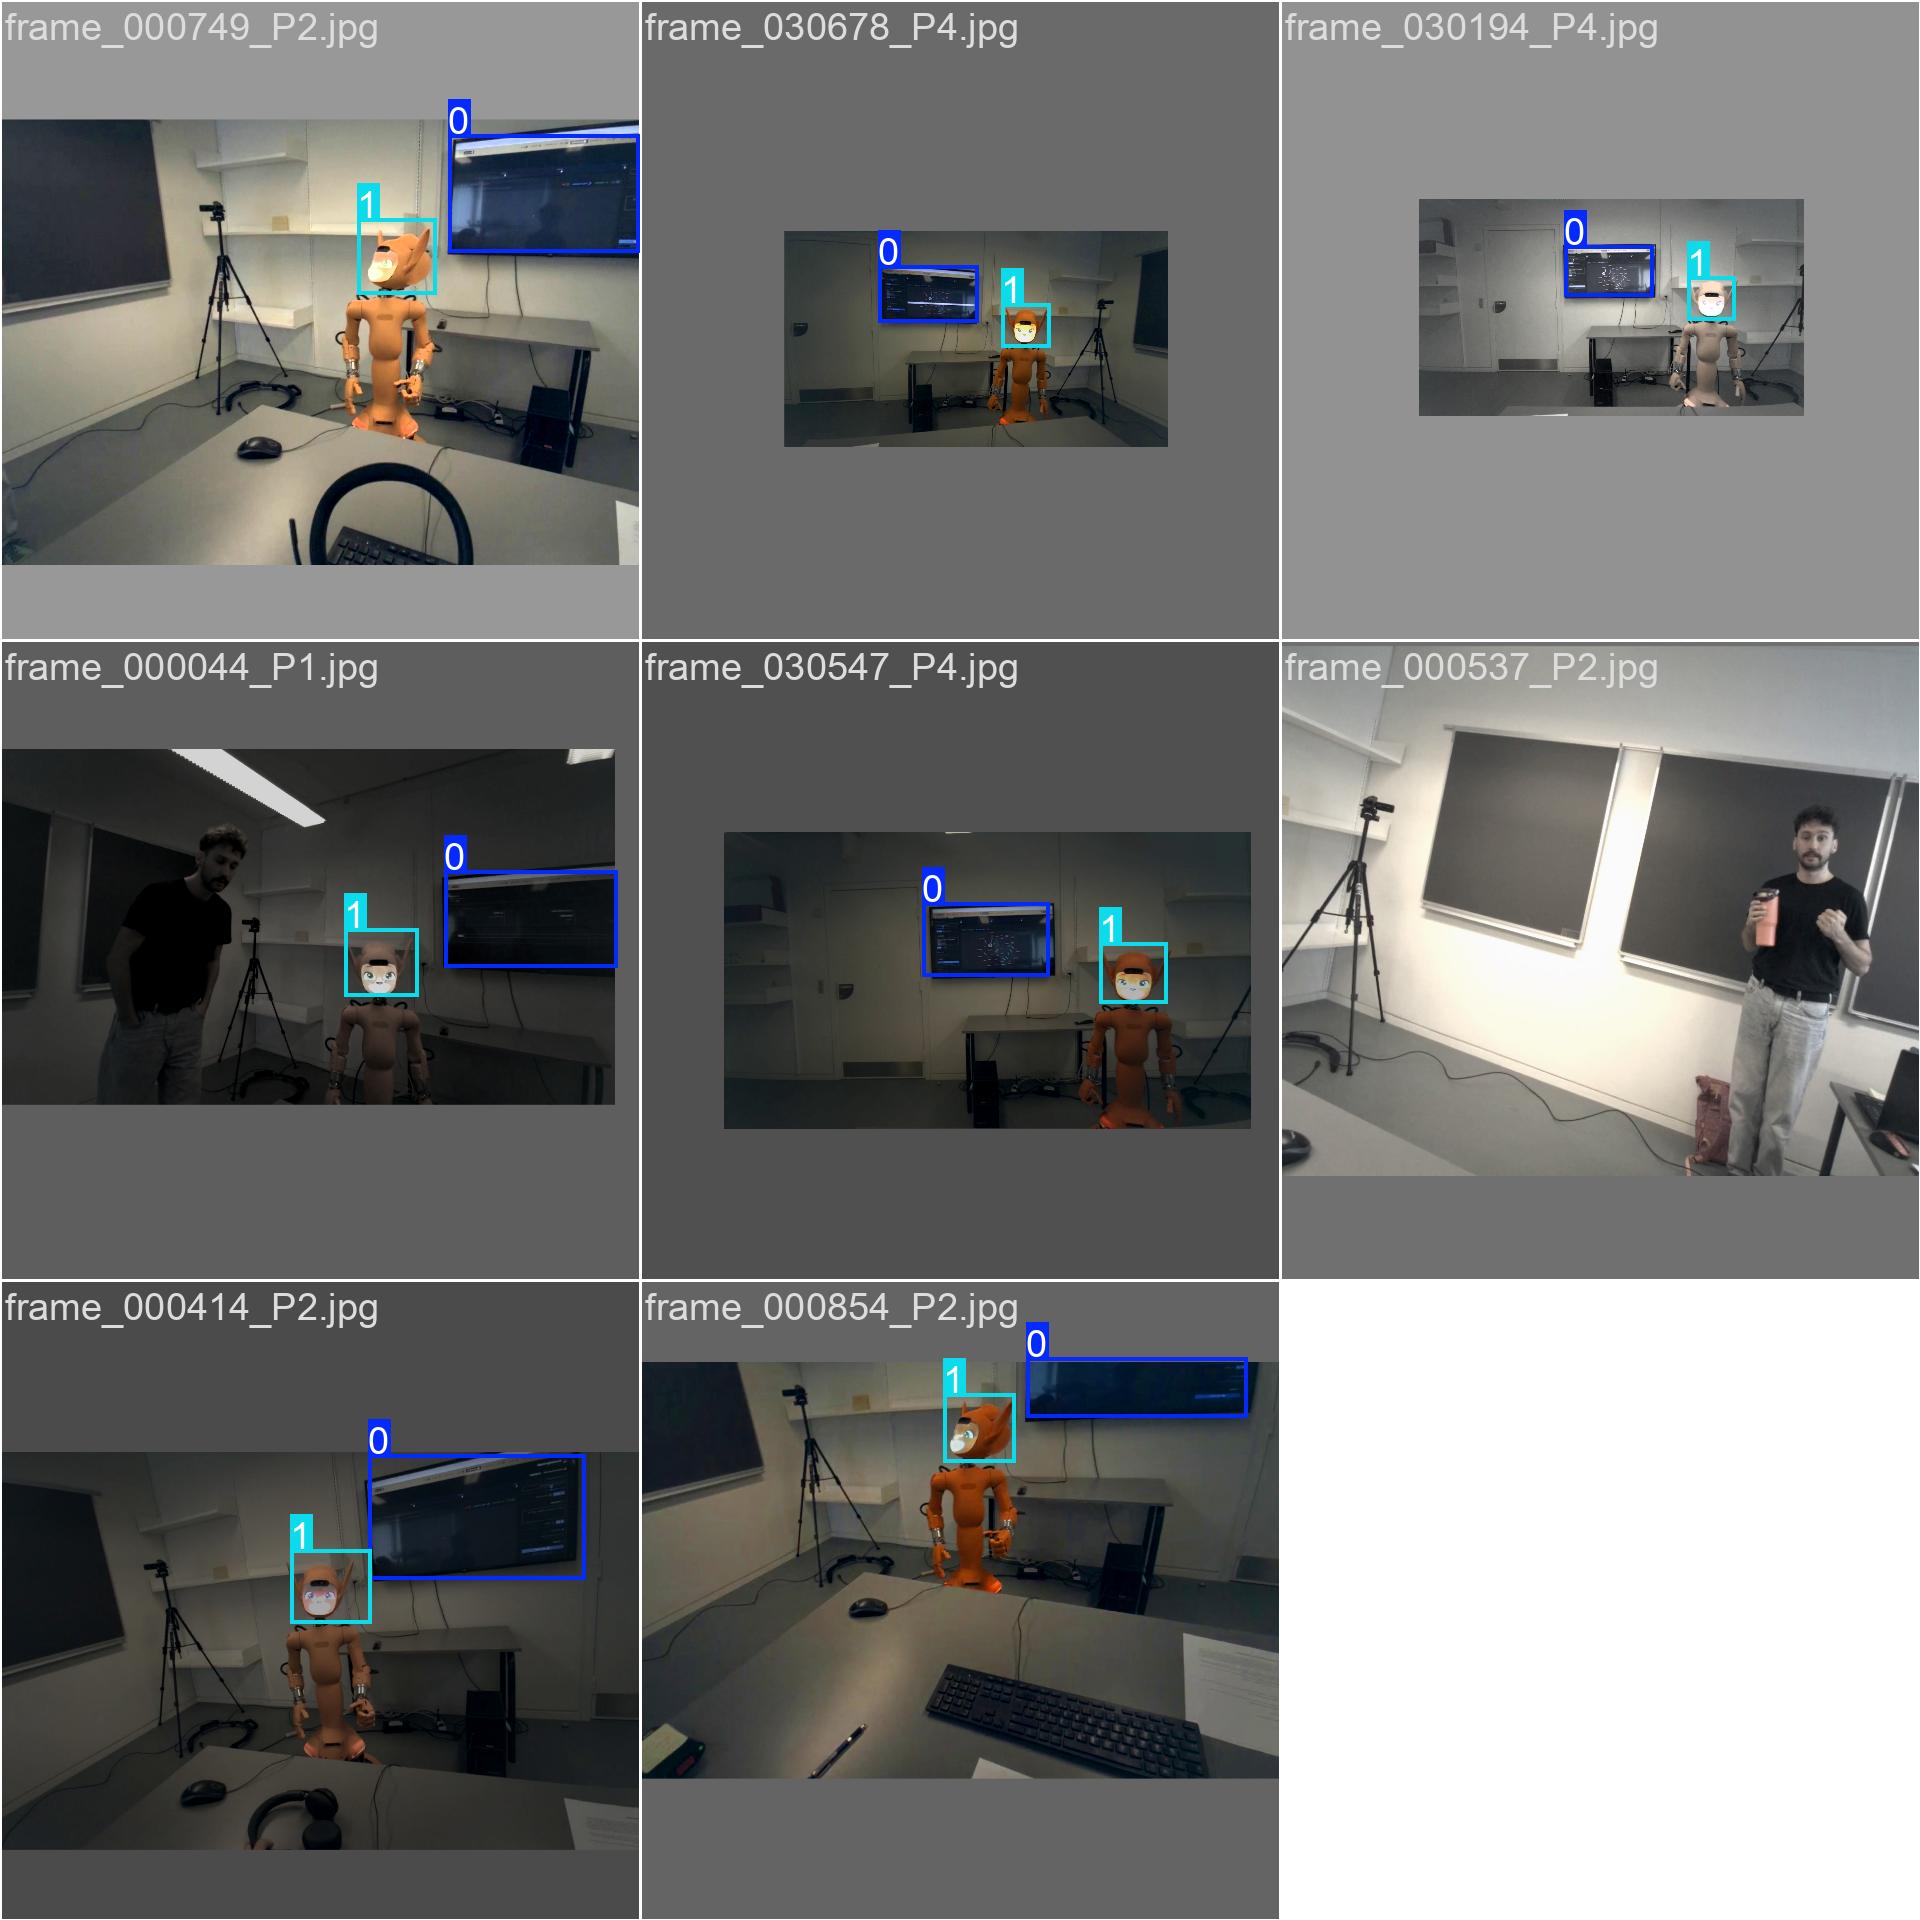 frame_000749_P2.jpg
0
1
frame_030678_P4.jpg
0
1
frame_030194_P4.jpg
0
1
frame_000044_P1.jpg
0
1
frame_030547_P4.jpg
0
1
frame_000537_P2.jpg
frame_000414_P2.jpg
0
1
frame_000854_P2.jpg
0
1